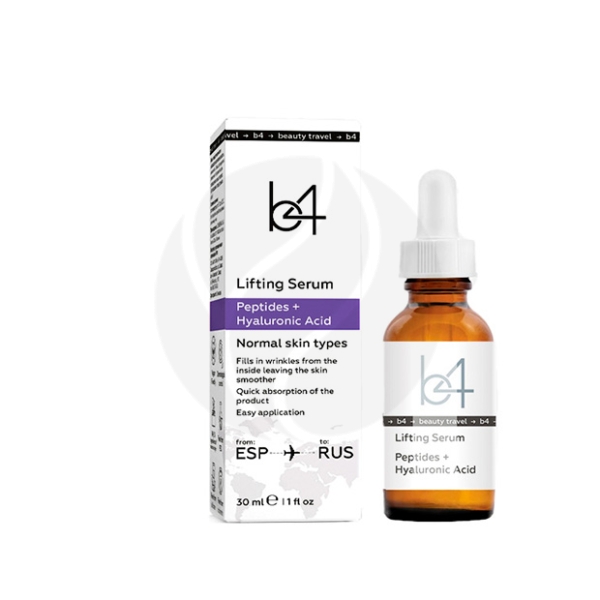 vel → b4 → beauty travel → b4
b4
Lifting Serum
Peptides +
Hyaluronic Acid
Normal skin types
Fills in wrinkles from the
inside leaving the skin
smoother
Quick absorption of the
product
Easy application
from: to:
ESP RUS
30 ml ℮ | 1 fl oz
b4
→ b4 → beauty travel → b4 →
Lifting Serum
Peptides +
Hyaluronic Acid